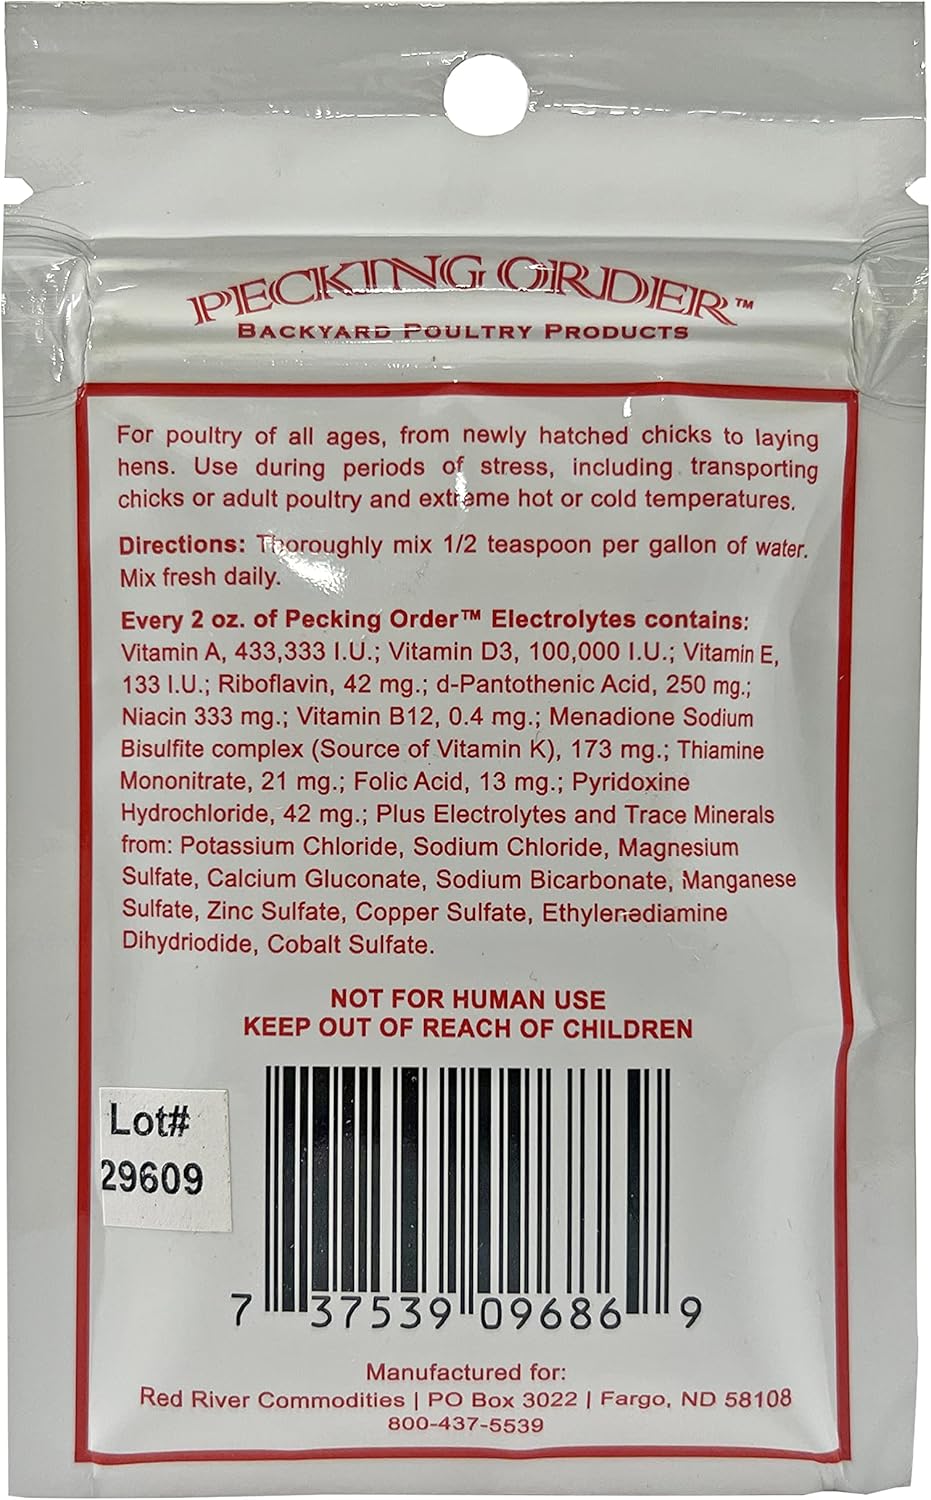 PECKING ORDER™
BACKYARD POULTRY PRODUCTS
For poultry of all ages, from newly hatched chicks to laying
hens. Use during periods of stress, including transporting
chicks or adult poultry and extreme hot or cold temperatures.
Directions: Thoroughly mix 1/2 teaspoon per gallon of water.
Mix fresh daily.
Every 2 oz. of Pecking Order™ Electrolytes contains:
Vitamin A, 433,333 I.U.; Vitamin D3, 100,000 I.U.; Vitamin E,
133 I.U.; Riboflavin, 42 mg.; d-Pantothenic Acid, 250 mg.;
Niacin 333 mg.; Vitamin B12, 0.4 mg.; Menadione Sodium
Bisulfite complex (Source of Vitamin K), 173 mg.; Thiamine
Mononitrate, 21 mg.; Folic Acid, 13 mg.; Pyridoxine
Hydrochloride, 42 mg.; Plus Electrolytes and Trace Minerals
from: Potassium Chloride, Sodium Chloride, Magnesium
Sulfate, Calcium Gluconate, Sodium Bicarbonate, Manganese
Sulfate, Zinc Sulfate, Copper Sulfate, Ethylenediamine
Dihydriodide, Cobalt Sulfate.
NOT FOR HUMAN USE
KEEP OUT OF REACH OF CHILDREN
Lot#
29609
7 37539 09686 9
Manufactured for:
Red River Commodities | PO Box 3022 | Fargo, ND 58108
800-437-5539